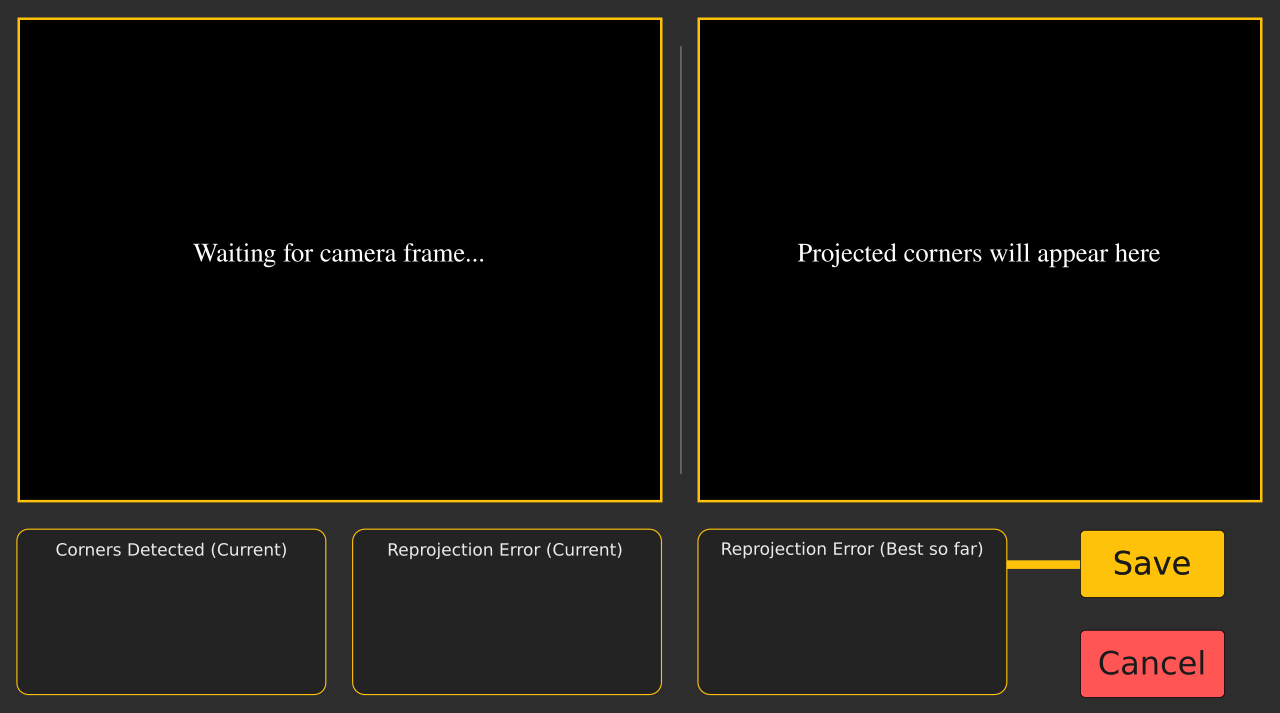 Waiting for camera frame...
Projected corners will appear here
Corners Detected (Current)
Reprojection Error (Current)
Reprojection Error (Best so far)
Save
Cancel